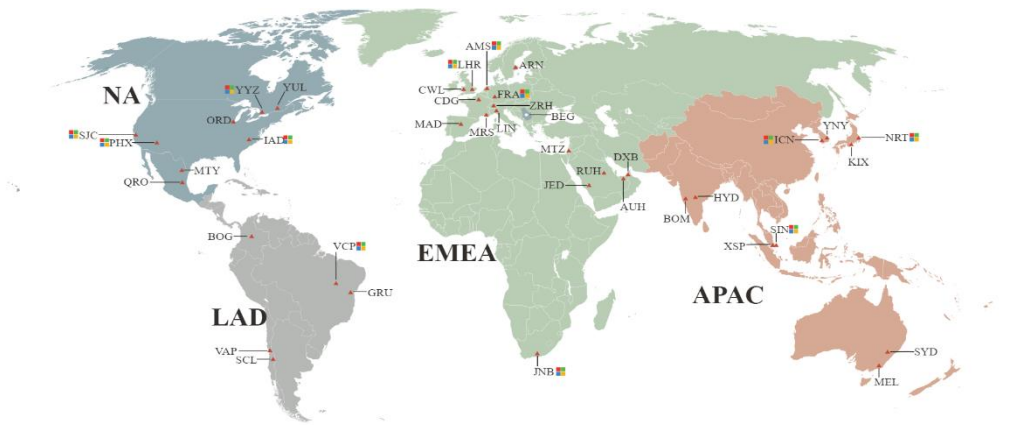 NA
YYZ
YUL
ORD
SJC
PHX
IAD
MTY
QRO
BOG
VCP
GRU
LAD
VAP
SCL
AMS
LHR
ARN
CWL
FRA
CDG
ZRH
BEG
MAD
MRS
LIN
MTZ
DXB
RUH
JED
AUH
EMEA
JNB
YNY
ICN
NRT
KIX
HYD
BOM
SIN
XSP
APAC
SYD
MEL